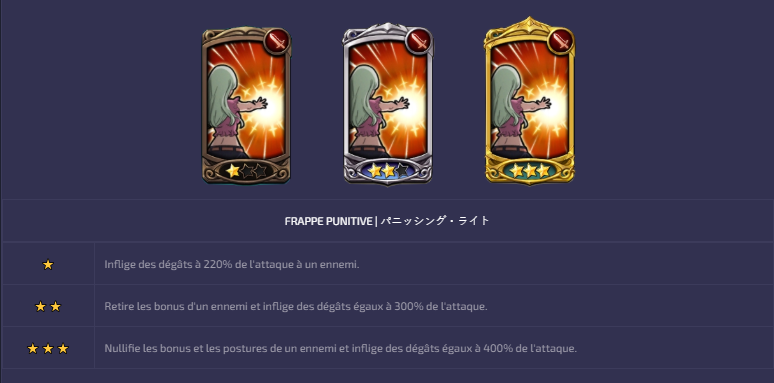 FRAPPE PUNITIVE | パニッシング・ライト
Inflige des dégâts à 220% de l'attaque à un ennemi.
Retire les bonus d'un ennemi et inflige des dégâts égaux à 300% de l'attaque.
Nullifie les bonus et les postures de un ennemi et inflige des dégâts égaux à 400% de l'attaque.